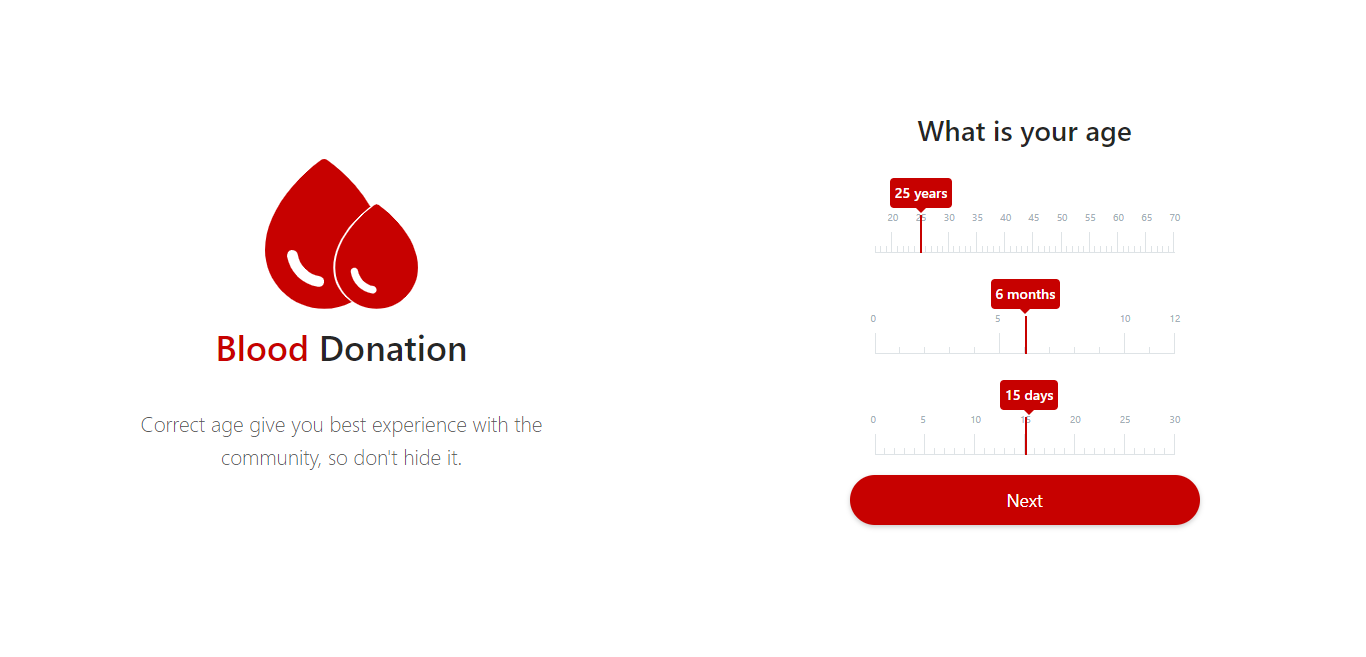 Blood Donation
Correct age give you best experience with the
community, so don't hide it.
What is your age
25 years
20 25 30 35 40 45 50 55 60 65 70
6 months
0 5 10 12
15 days
0 5 10 15 20 25 30
Next